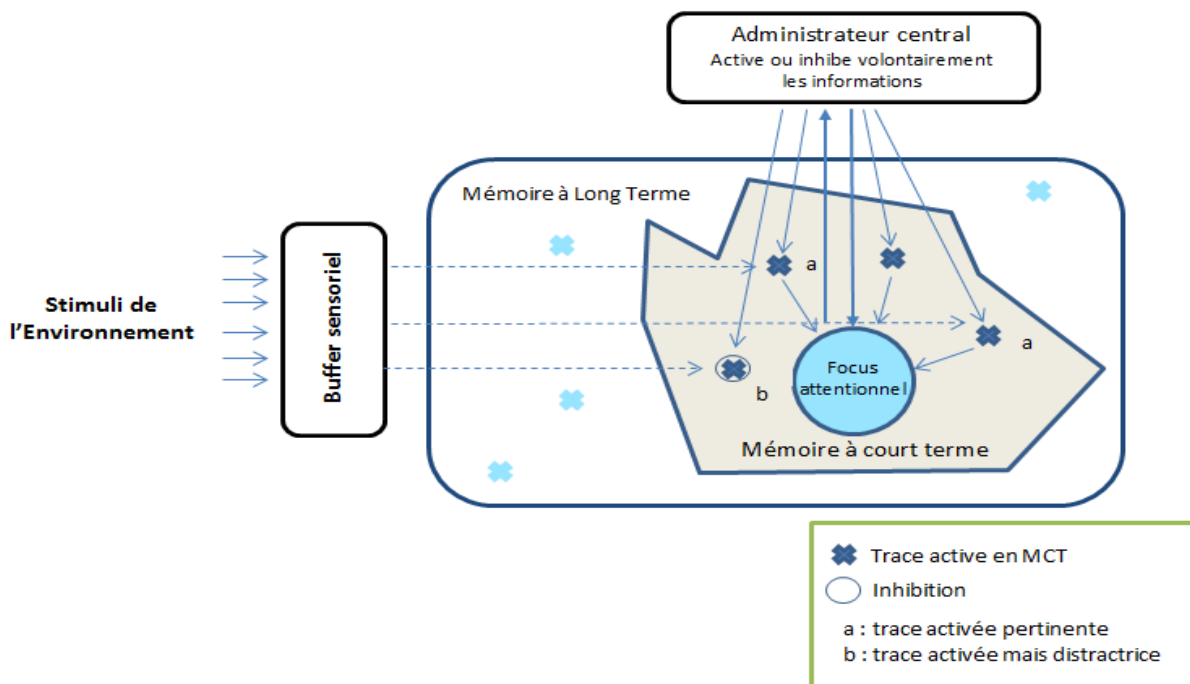 Administrateur central
Active ou inhibe volontairement
les informations
Mémoire à Long Terme
Stimuli de
l'Environnement
Buffer sensoriel
a
a
b
Focus
attentionnel
Mémoire à court terme
Trace active en MCT
Inhibition
a : trace activée pertinente
b : trace activée mais distractrice